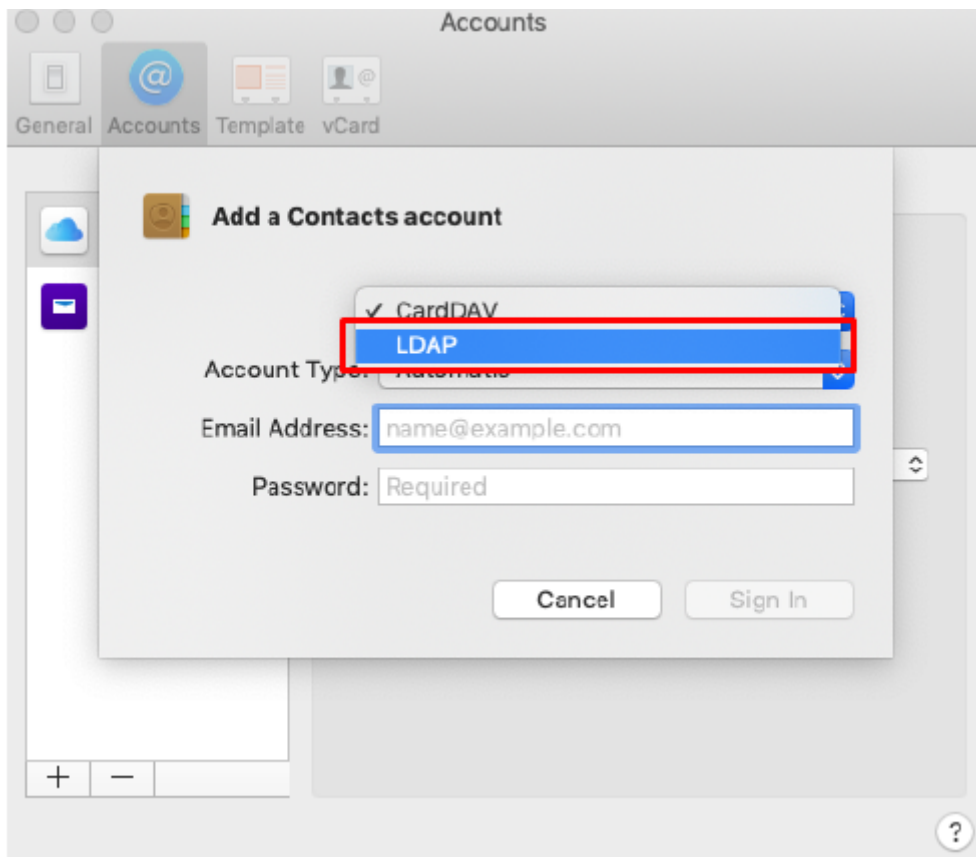 Accounts
General Accounts Template vCard
Add a Contacts account
✓ CardDAV
LDAP
Account Type: Automatic
Email Address: name@example.com
Password: Required
Cancel Sign In
+ −
?